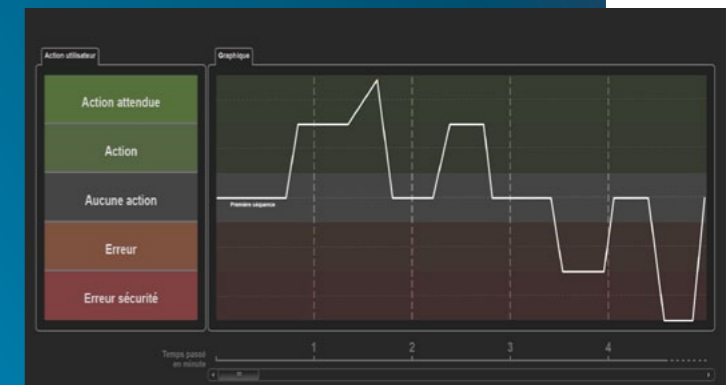 Action utilisateur
Graphique
Action attendue
Action
Aucune action
Erreur
Erreur sécurité
Première séquence
1 2 3 4
Temps passé
en minute